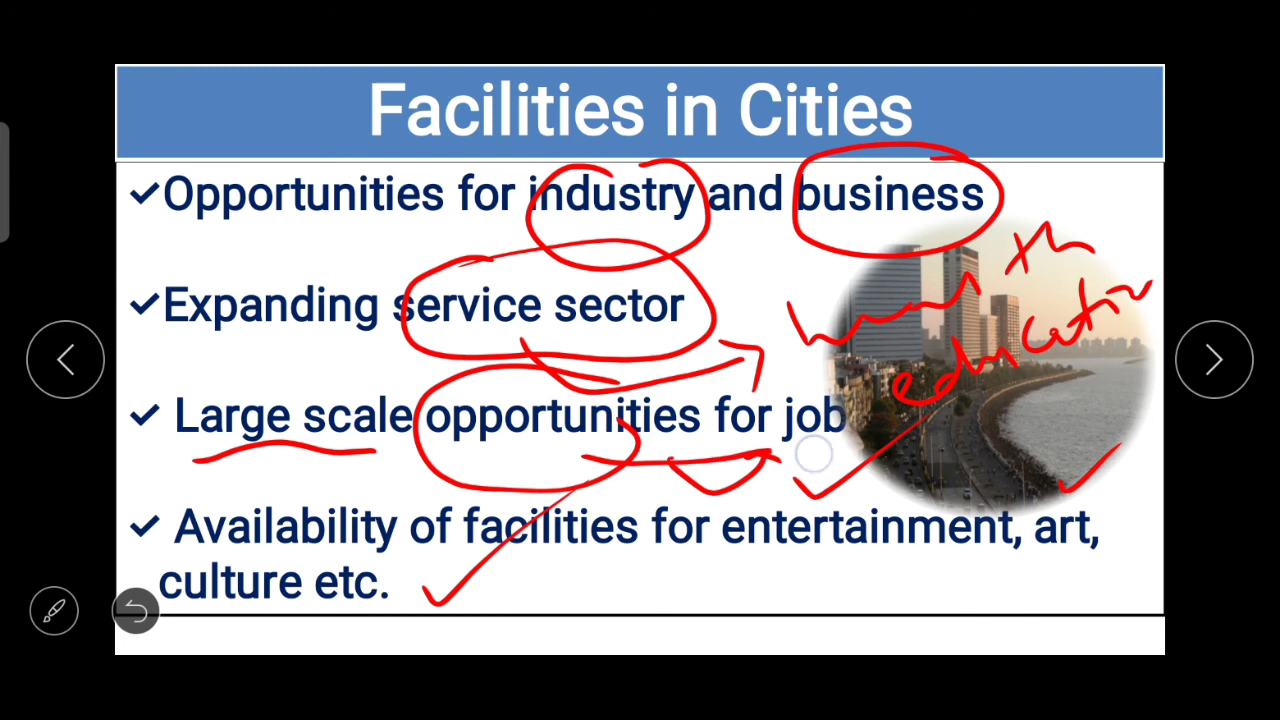 Facilities in Cities
Opportunities for industry and business
Expanding service sector
Large scale opportunities for job
Availability of facilities for entertainment, art,
culture etc.
education